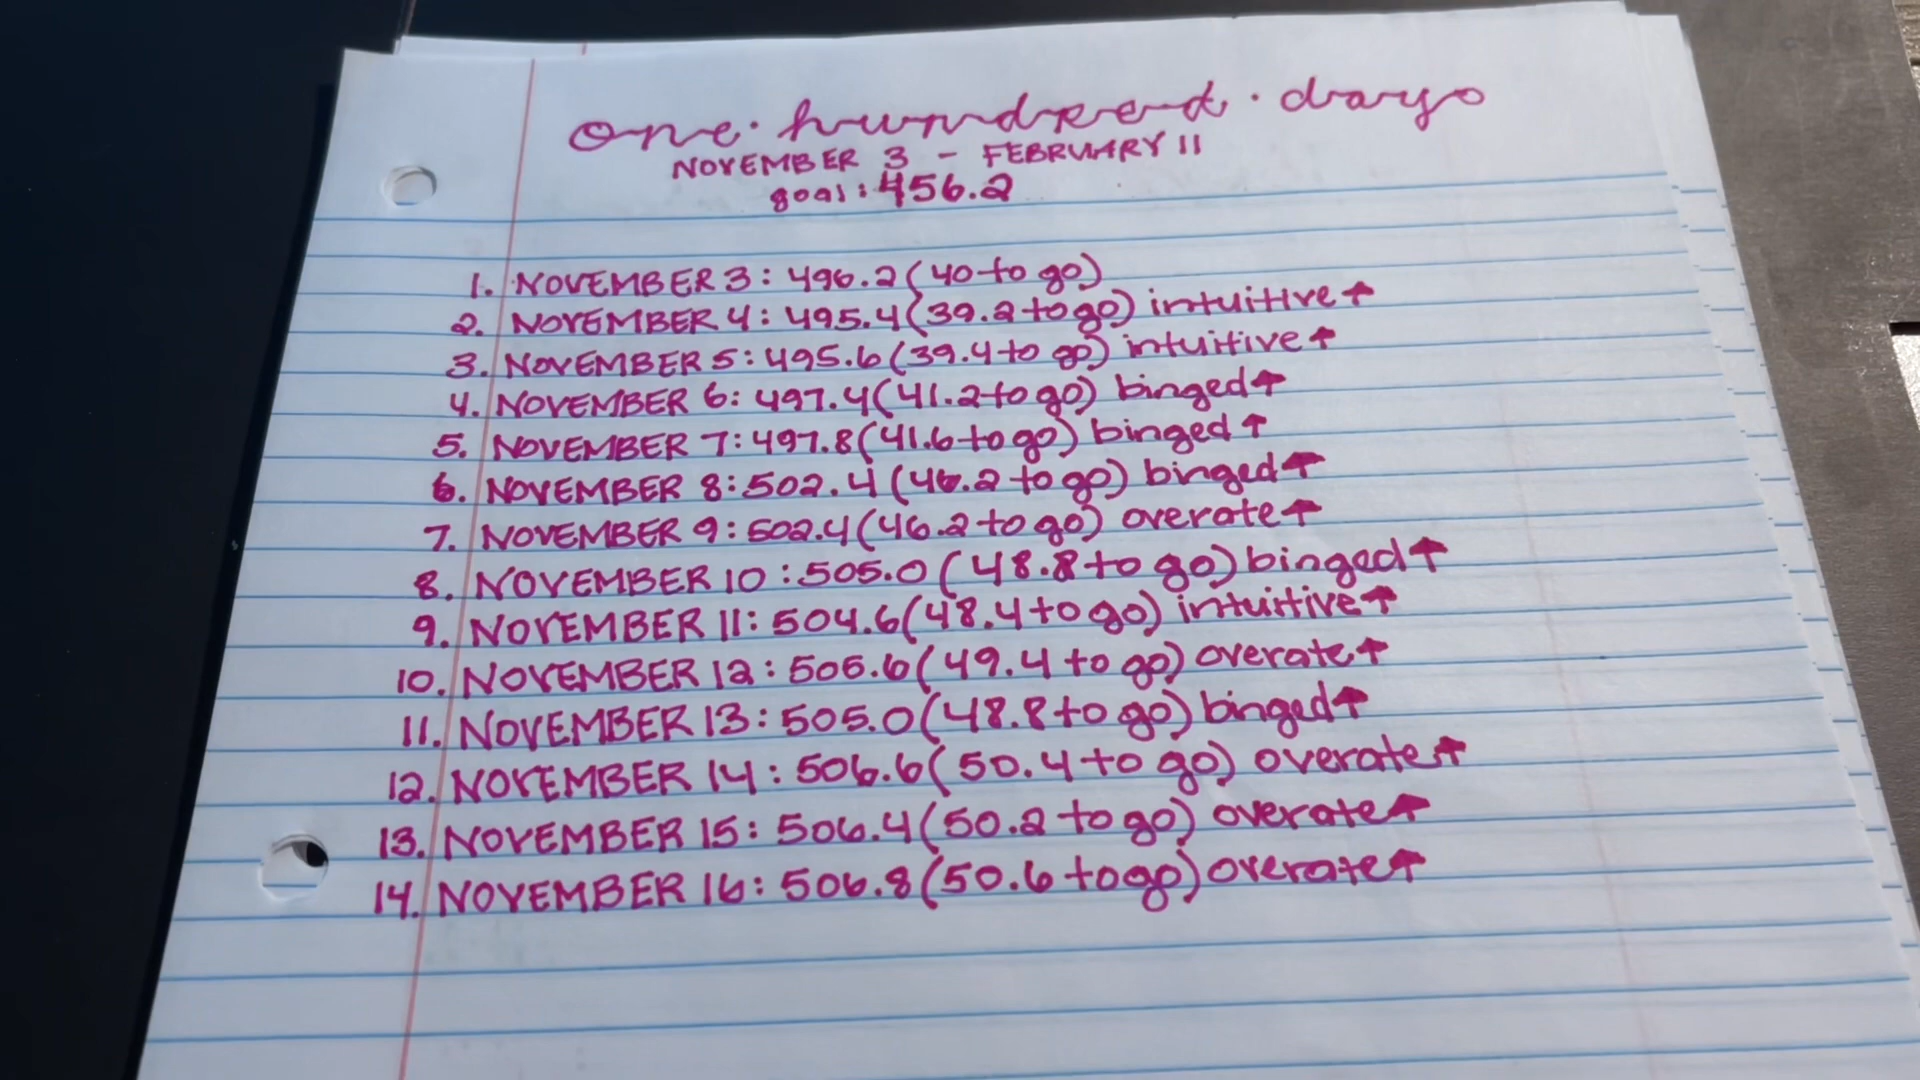 one · hundred · days
NOVEMBER 3 - FEBRUARY 11
goal: 456.2
1. NOVEMBER 3: 496.2 (40 to go)
2. NOVEMBER 4: 495.4 (39.2 to go) intuitive ↑
3. NOVEMBER 5: 495.6 (39.4 to go) intuitive ↑
4. NOVEMBER 6: 497.4 (41.2 to go) binged ↑
5. NOVEMBER 7: 497.8 (41.6 to go) binged ↑
6. NOVEMBER 8: 502.4 (46.2 to go) binged ↑
7. NOVEMBER 9: 502.4 (46.2 to go) overate ↑
8. NOVEMBER 10: 505.0 (48.8 to go) binged ↑
9. NOVEMBER 11: 504.6 (48.4 to go) intuitive ↑
10. NOVEMBER 12: 505.6 (49.4 to go) overate ↑
11. NOVEMBER 13: 505.0 (48.8 to go) binged ↑
12. NOVEMBER 14: 506.6 (50.4 to go) overate ↑
13. NOVEMBER 15: 506.4 (50.2 to go) overate ↑
14. NOVEMBER 16: 506.8 (50.6 to go) overate ↑